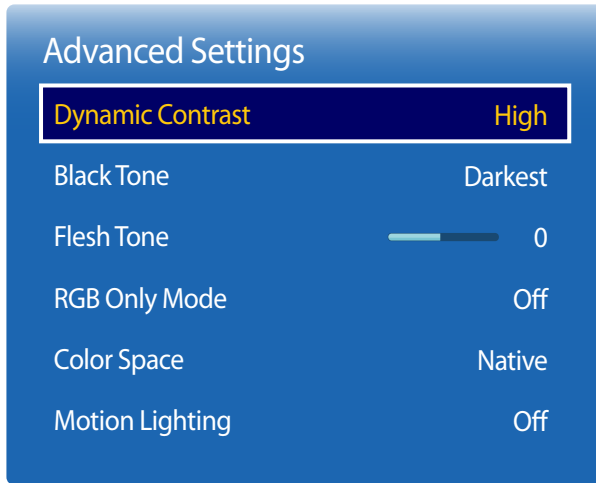 Advanced Settings
Dynamic Contrast High
Black Tone Darkest
Flesh Tone 0
RGB Only Mode Off
Color Space Native
Motion Lighting Off